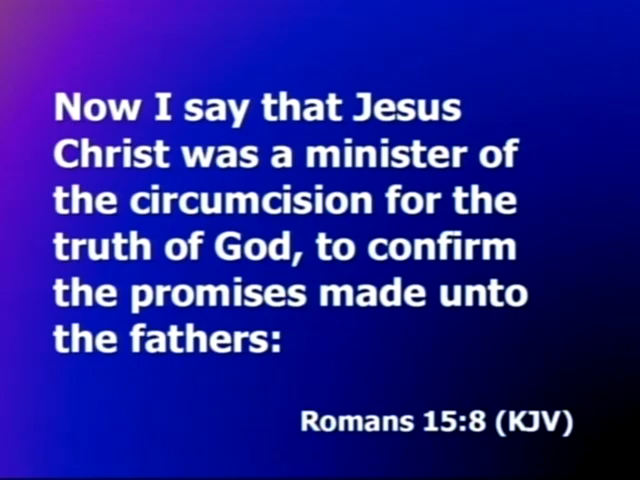 Now I say that Jesus
Christ was a minister of
the circumcision for the
truth of God, to confirm
the promises made unto
the fathers:
Romans 15:8 (KJV)